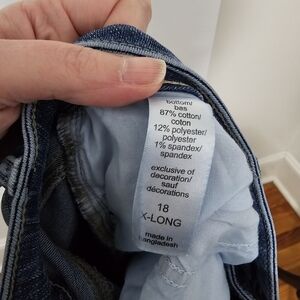 bottom/
bas
87% cotton/
coton
12% polyester/
polyester
1% spandex/
spandex
exclusive of
decoration/
sauf
décorations
18
X-LONG
made in
bangladesh